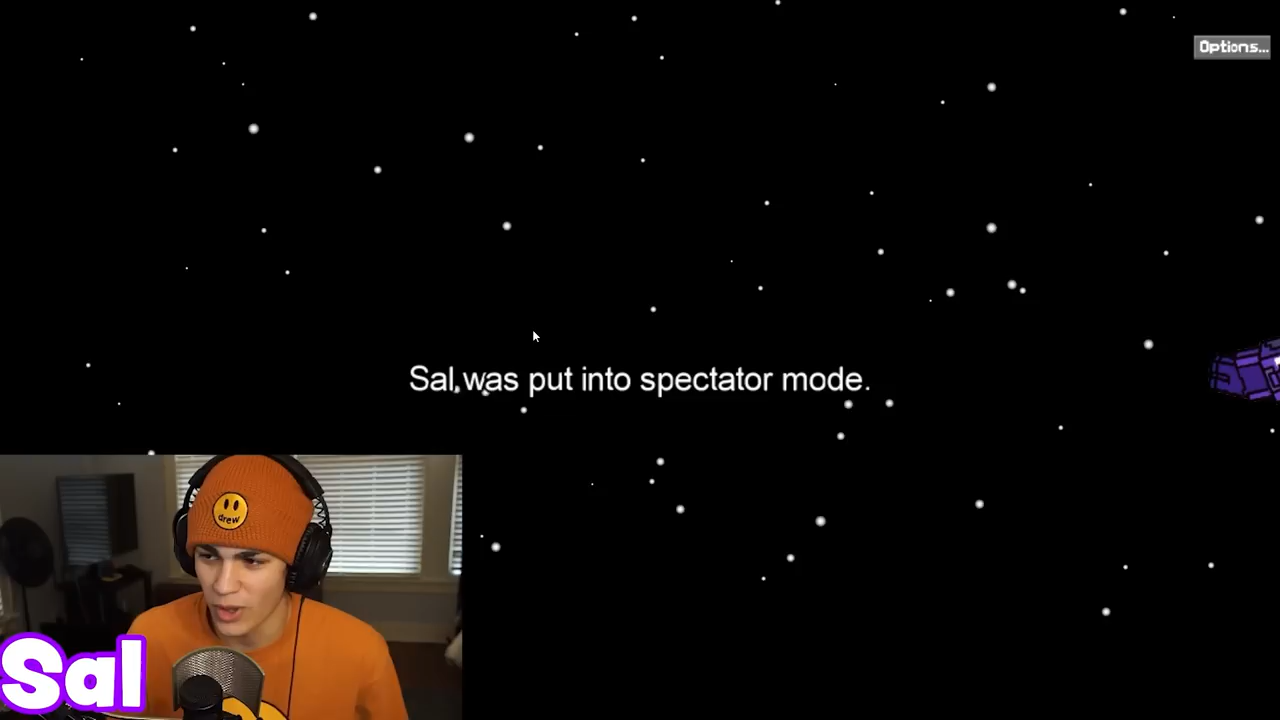 Options...
Sal was put into spectator mode.
drew
Sal